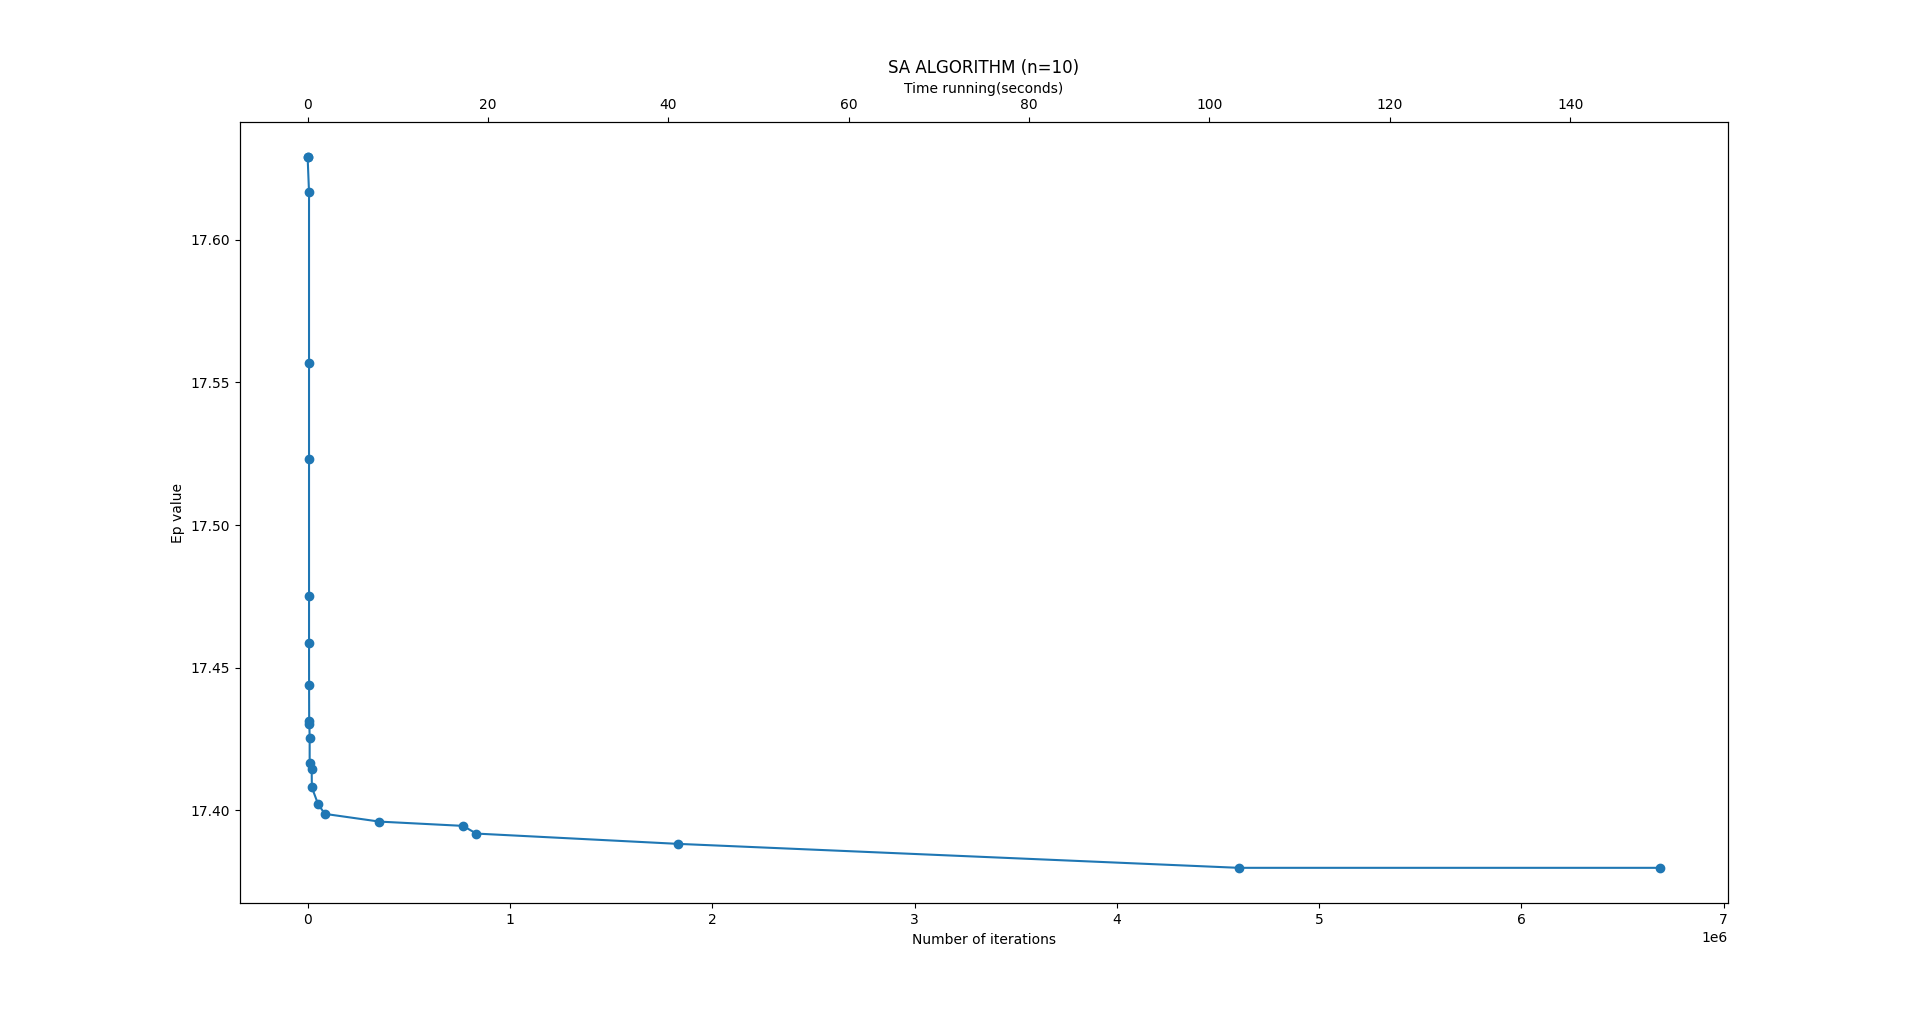 SA ALGORITHM (n=10)
Time running(seconds)
0 20 40 60 80 100 120 140
17.60
17.55
17.50
17.45
17.40
Ep value
0 1 2 3 4 5 6 7
Number of iterations
1e6